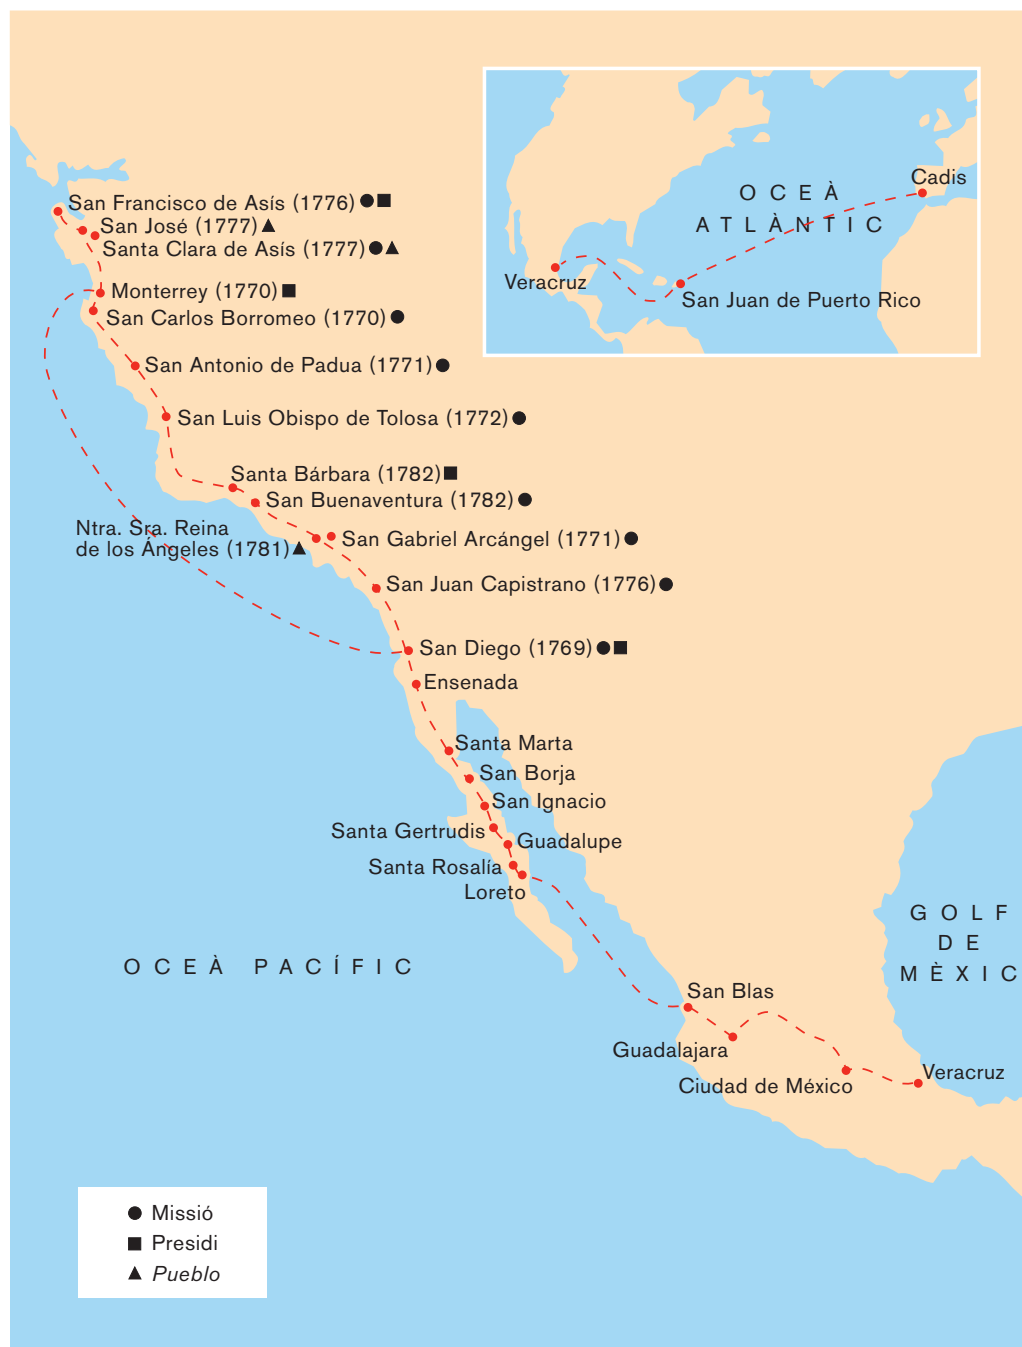 OCEÀ
ATLÀNTIC
Cadis
Veracruz
San Juan de Puerto Rico
San Francisco de Asís (1776)
San José (1777)
Santa Clara de Asís (1777)
Monterrey (1770)
San Carlos Borromeo (1770)
San Antonio de Padua (1771)
San Luis Obispo de Tolosa (1772)
Santa Bárbara (1782)
San Buenaventura (1782)
Ntra. Sra. Reina
de los Ángeles (1781)
San Gabriel Arcángel (1771)
San Juan Capistrano (1776)
San Diego (1769)
Ensenada
Santa Marta
San Borja
San Ignacio
Santa Gertrudis
Guadalupe
Santa Rosalía
Loreto
GOLF
DE
MÈXIC
OCEÀ PACÍFIC
San Blas
Guadalajara
Ciudad de México
Veracruz
Missió
Presidi
Pueblo